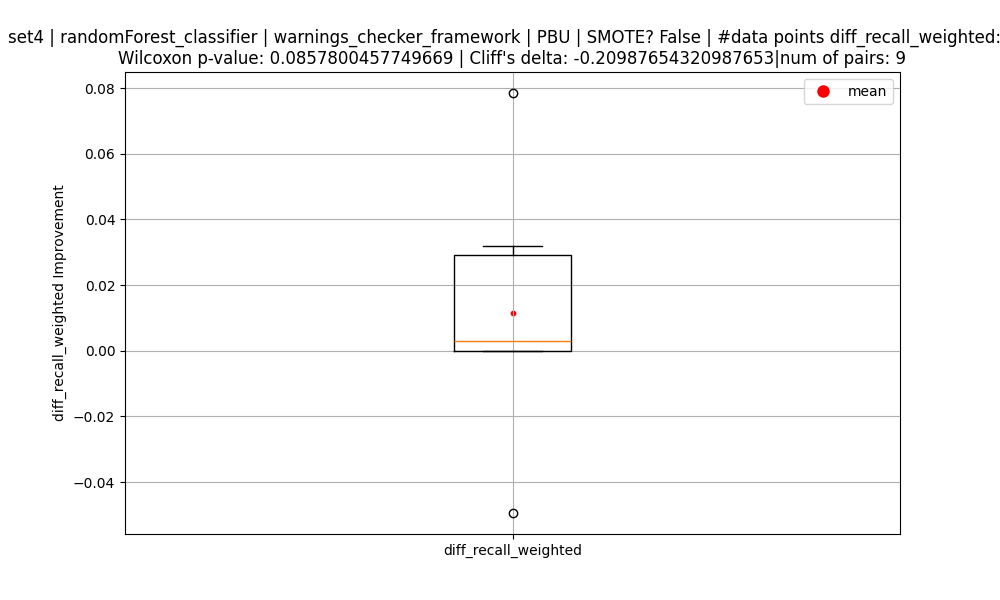 set4 | randomForest_classifier | warnings_checker_framework | PBU | SMOTE? False | #data points diff_recall_weighted:
Wilcoxon p-value: 0.0857800457749669 | Cliff's delta: -0.20987654320987653|num of pairs: 9
mean
0.08
0.06
0.04
0.02
0.00
−0.02
−0.04
diff_recall_weighted Improvement
diff_recall_weighted